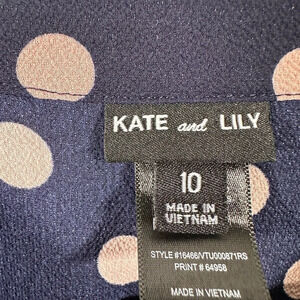 KATE and LILY
10
MADE IN
VIETNAM
STYLE #16466/VTU000871RS
PRINT # 64958
MADE IN VIETNAM